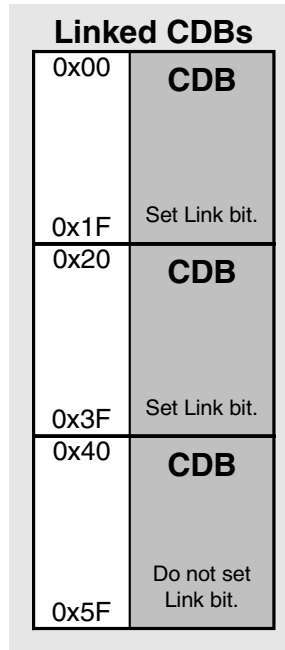 Linked CDBs
0x00
CDB
Set Link bit.
0x1F
0x20
CDB
Set Link bit.
0x3F
0x40
CDB
Do not set
Link bit.
0x5F